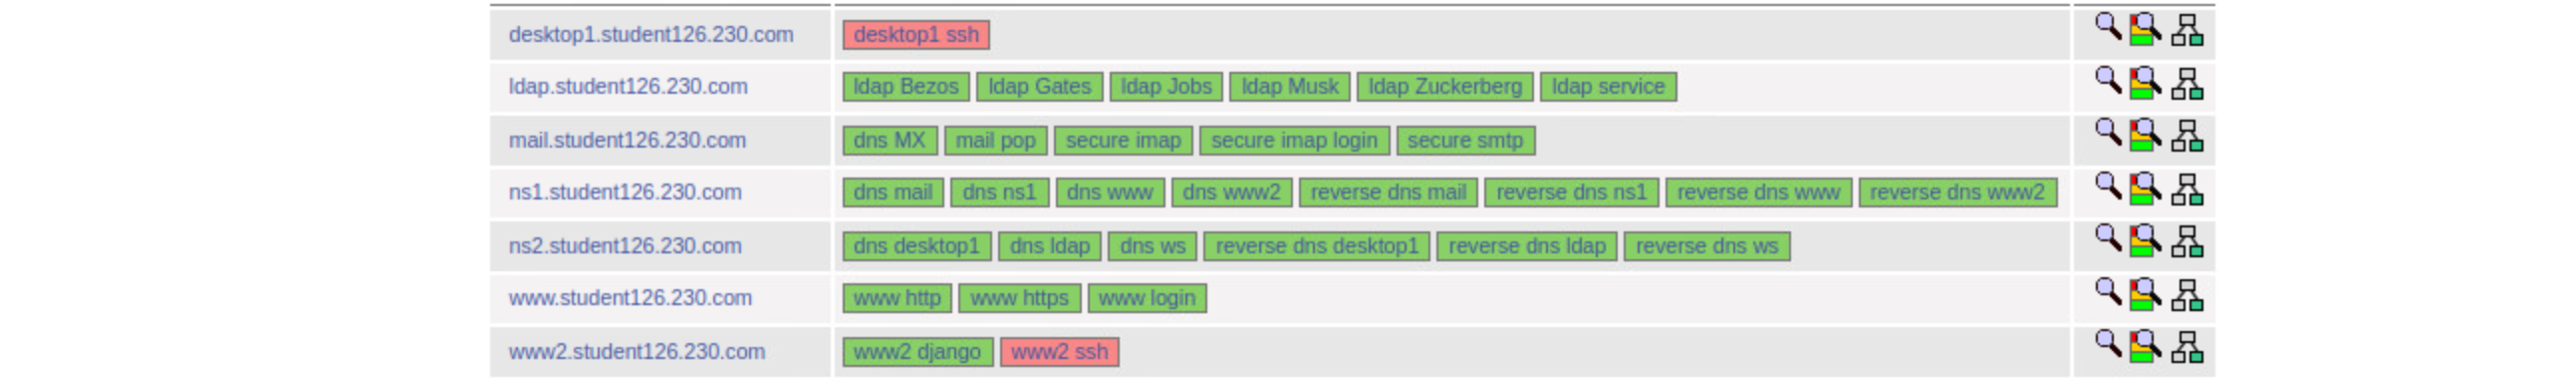 desktop1.student126.230.com desktop1 ssh
ldap.student126.230.com ldap Bezos ldap Gates ldap Jobs ldap Musk ldap Zuckerberg ldap service
mail.student126.230.com dns MX mail pop secure imap secure imap login secure smtp
ns1.student126.230.com dns mail dns ns1 dns www dns www2 reverse dns mail reverse dns ns1 reverse dns www reverse dns www2
ns2.student126.230.com dns desktop1 dns ldap dns ws reverse dns desktop1 reverse dns ldap reverse dns ws
www.student126.230.com www http www https www login
www2.student126.230.com www2 django www2 ssh